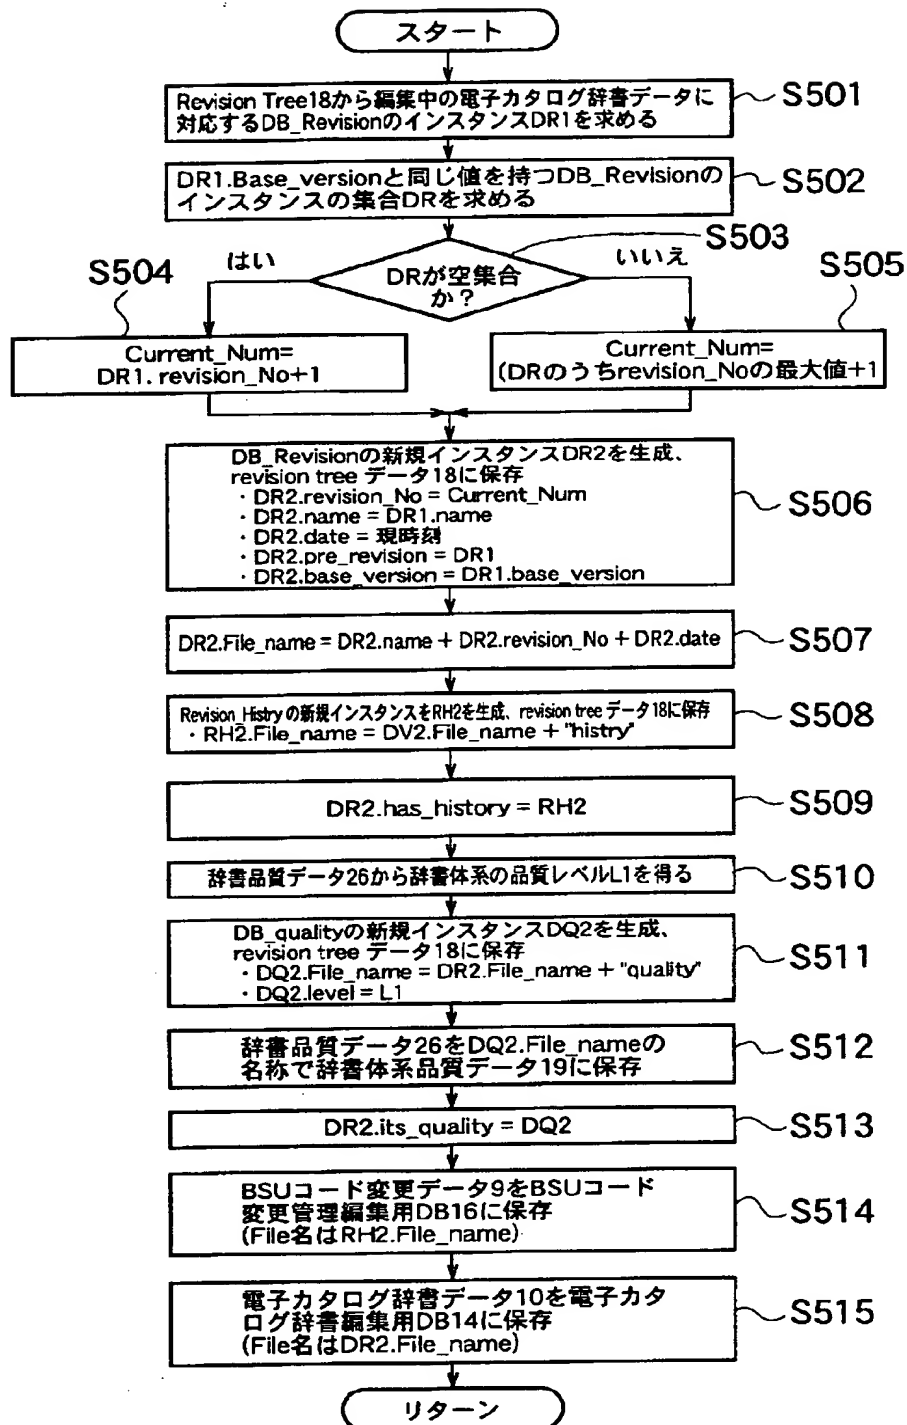 スタート
Revision Tree18から編集中の電子カタログ辞書データに
対応するDB_RevisionのインスタンスDR1を求める
S501
DR1.Base_versionと同じ値を持つDB_Revisionの
インスタンスの集合DRを求める
S502
S503
DRが空集合
か？
はい
いいえ
S504
S505
Current_Num=
DR1. revision_No+1
Current_Num=
(DRのうちrevision_Noの最大値+1
DB_Revisionの新規インスタンスDR2を生成、
revision tree データ18に保存
・DR2.revision_No = Current_Num
・DR2.name = DR1.name
・DR2.date = 現時刻
・DR2.pre_revision = DR1
・DR2.base_version = DR1.base_version
S506
DR2.File_name = DR2.name + DR2.revision_No + DR2.date
S507
Revision_Histryの新規インスタンスをRH2を生成、revision tree データ18に保存
・RH2.File_name = DV2.File_name + "histry"
S508
DR2.has_history = RH2
S509
辞書品質データ26から辞書体系の品質レベルL1を得る
S510
DB_qualityの新規インスタンスDQ2を生成、
revision tree データ18に保存
・DQ2.File_name = DR2.File_name + "quality"
・DQ2.level = L1
S511
辞書品質データ26をDQ2.File_nameの
名称で辞書体系品質データ19に保存
S512
DR2.its_quality = DQ2
S513
BSUコード変更データ9をBSUコード
変更管理編集用DB16に保存
(File名はRH2.File_name)
S514
電子カタログ辞書データ10を電子カタ
ログ辞書編集用DB14に保存
(File名はDR2.File_name)
S515
リターン